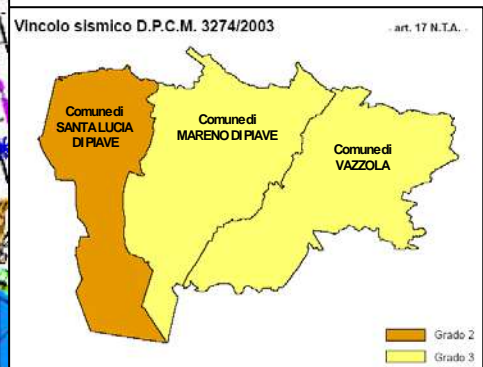 Vincolo sismico D.P.C.M. 3274/2003
- art. 17 N.T.A. -
Comune di
SANTA LUCIA
DI PIAVE
Comune di
MARENO DI PIAVE
Comune di
VAZZOLA
Grado 2
Grado 3